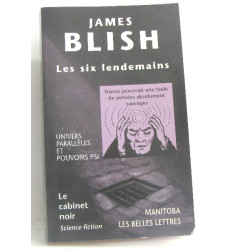 JAMES
BLISH
Les six lendemains
Danny percevait une foule
de pensées absolument
sauvages
UNIVERS
PARALLÈLES
ET
POUVOIRS PSI
Le
cabinet
noir
Science-fiction
MANITOBA
LES BELLES LETTRES